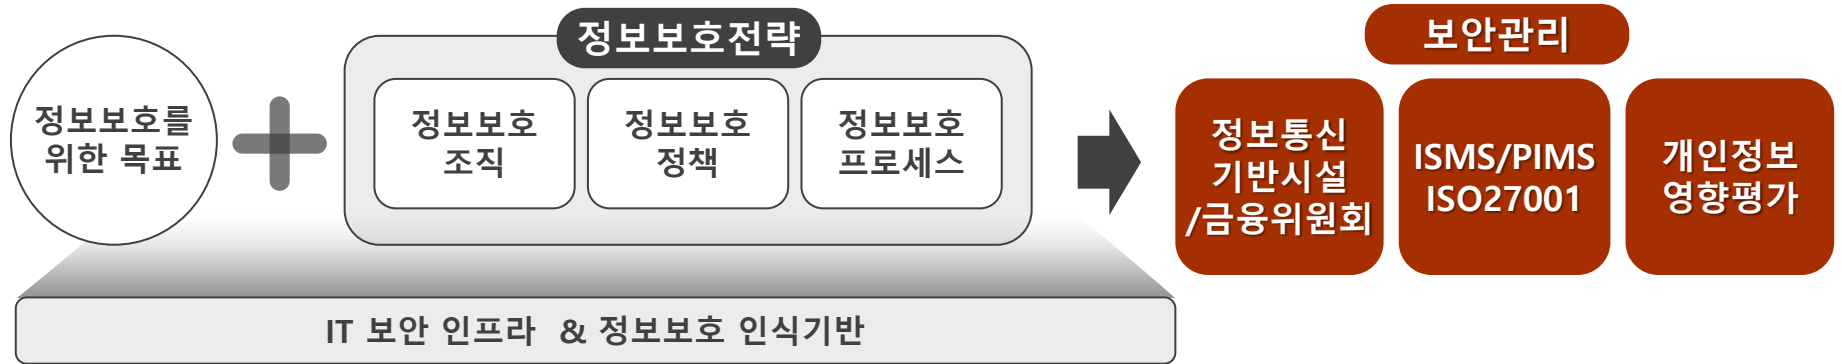 정보보호를
위한 목표
정보보호전략
정보보호
조직
정보보호
정책
정보보호
프로세스
보안관리
정보통신
기반시설
/금융위원회
ISMS/PIMS
ISO27001
개인정보
영향평가
IT 보안 인프라 & 정보보호 인식기반